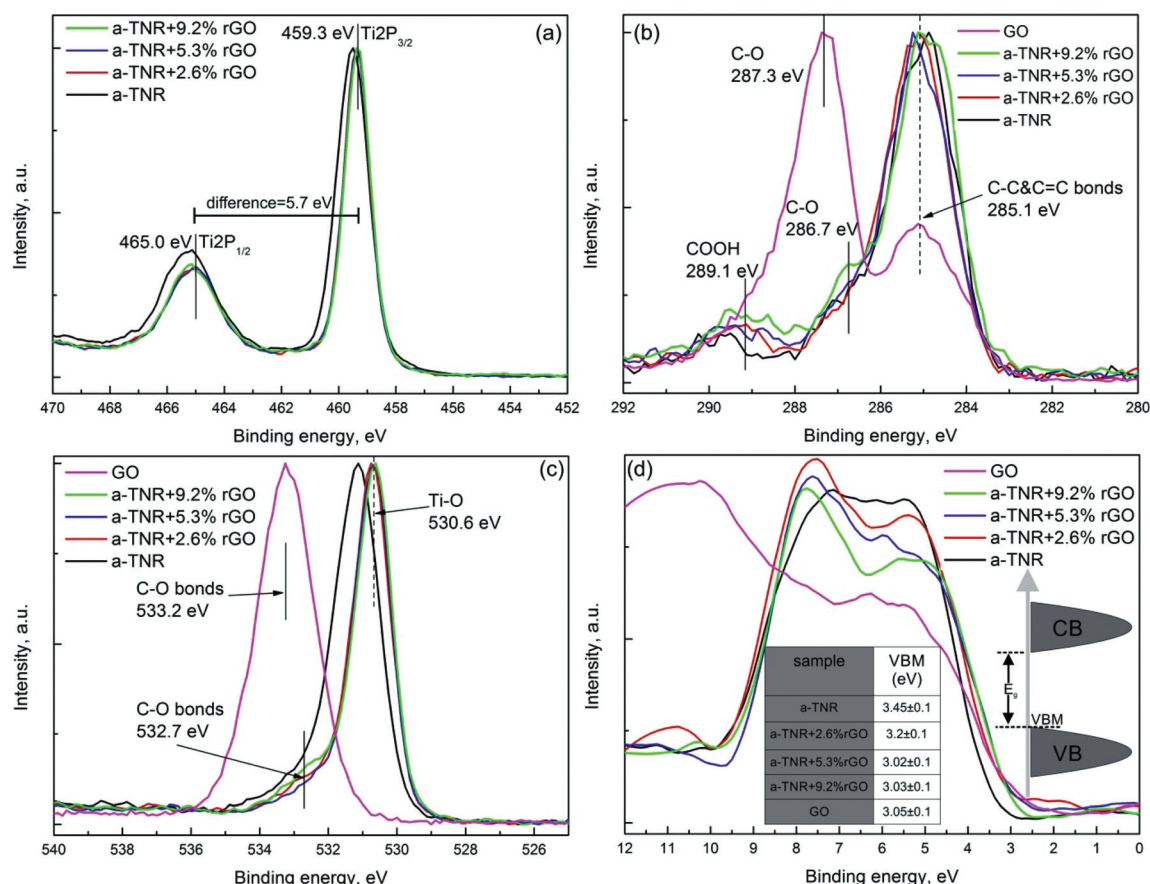 a-TNR+9.2% rGO
a-TNR+5.3% rGO
a-TNR+2.6% rGO
a-TNR
459.3 eV Ti2P3/2
(a)
difference=5.7 eV
465.0 eV Ti2P1/2
Intensity, a.u.
470 468 466 464 462 460 458 456 454 452
Binding energy, eV
(b)
GO
a-TNR+9.2% rGO
a-TNR+5.3% rGO
a-TNR+2.6% rGO
a-TNR
C-O
287.3 eV
C-C&C=C bonds
285.1 eV
C-O
286.7 eV
COOH
289.1 eV
Intensity, a.u.
292 290 288 286 284 282 280
Binding energy, eV
(c)
GO
a-TNR+9.2% rGO
a-TNR+5.3% rGO
a-TNR+2.6% rGO
a-TNR
Ti-O
530.6 eV
C-O bonds
533.2 eV
C-O bonds
532.7 eV
Intensity, a.u.
540 538 536 534 532 530 528 526
Binding energy, eV
(d)
GO
a-TNR+9.2% rGO
a-TNR+5.3% rGO
a-TNR+2.6% rGO
a-TNR
CB
Eg
VBM
VB
sample VBM (eV)
a-TNR 3.45±0.1
a-TNR+2.6%rGO 3.2±0.1
a-TNR+5.3%rGO 3.02±0.1
a-TNR+9.2%rGO 3.03±0.1
GO 3.05±0.1
Intensity, a.u.
12 11 10 9 8 7 6 5 4 3 2 1 0
Binding energy, eV